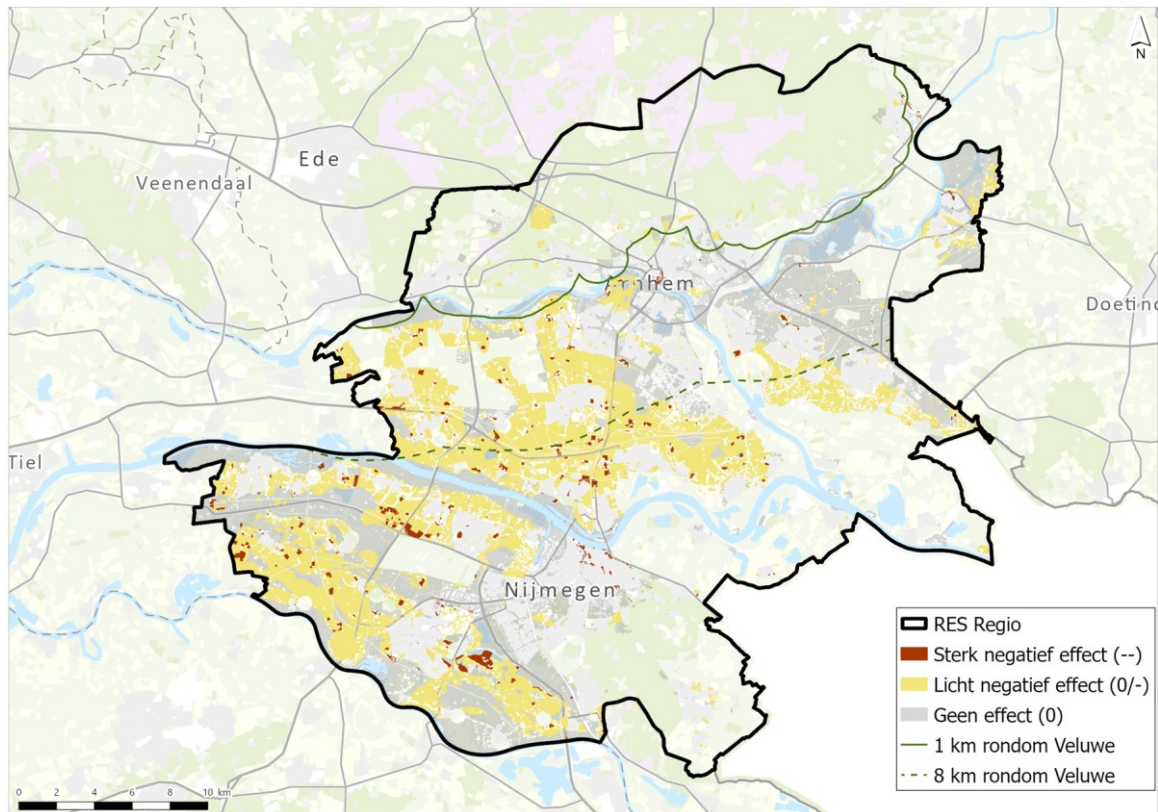 N
Ede
Veenendaal
Arnhem
Doetinc
Tiel
Nijmegen
RES Regio
Sterk negatief effect (--)
Licht negatief effect (0/-)
Geen effect (0)
1 km rondom Veluwe
8 km rondom Veluwe
0 2 4 6 8 10 km